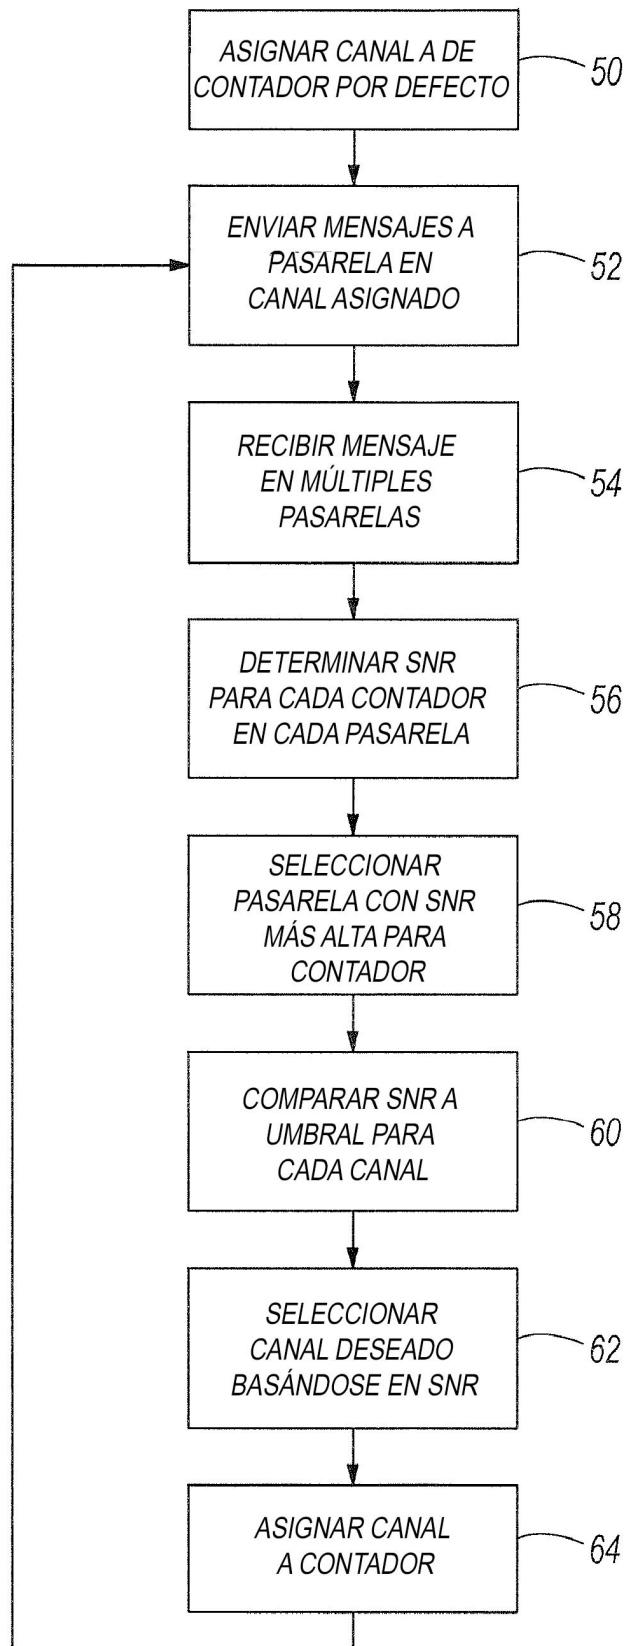 ASIGNAR CANAL A DE
CONTADOR POR DEFECTO
50
ENVIAR MENSAJES A
PASARELA EN
CANAL ASIGNADO
52
RECIBIR MENSAJE
EN MÚLTIPLES
PASARELAS
54
DETERMINAR SNR
PARA CADA CONTADOR
EN CADA PASARELA
56
SELECCIONAR
PASARELA CON SNR
MÁS ALTA PARA
CONTADOR
58
COMPARAR SNR A
UMBRAL PARA
CADA CANAL
60
SELECCIONAR
CANAL DESEADO
BASÁNDOSE EN SNR
62
ASIGNAR CANAL
A CONTADOR
64